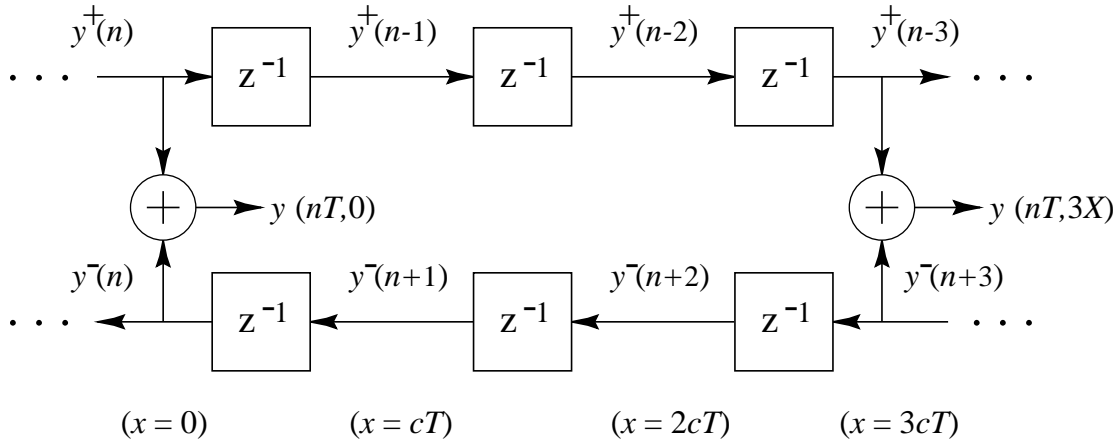 y⁺(n) y⁺(n-1) y⁺(n-2) y⁺(n-3)
. . . z⁻¹ z⁻¹ z⁻¹ . . .
+ y (nT,0) + y (nT,3X)
y⁻(n) y⁻(n+1) y⁻(n+2) y⁻(n+3)
. . . z⁻¹ z⁻¹ z⁻¹ . . .
(x = 0) (x = cT) (x = 2cT) (x = 3cT)